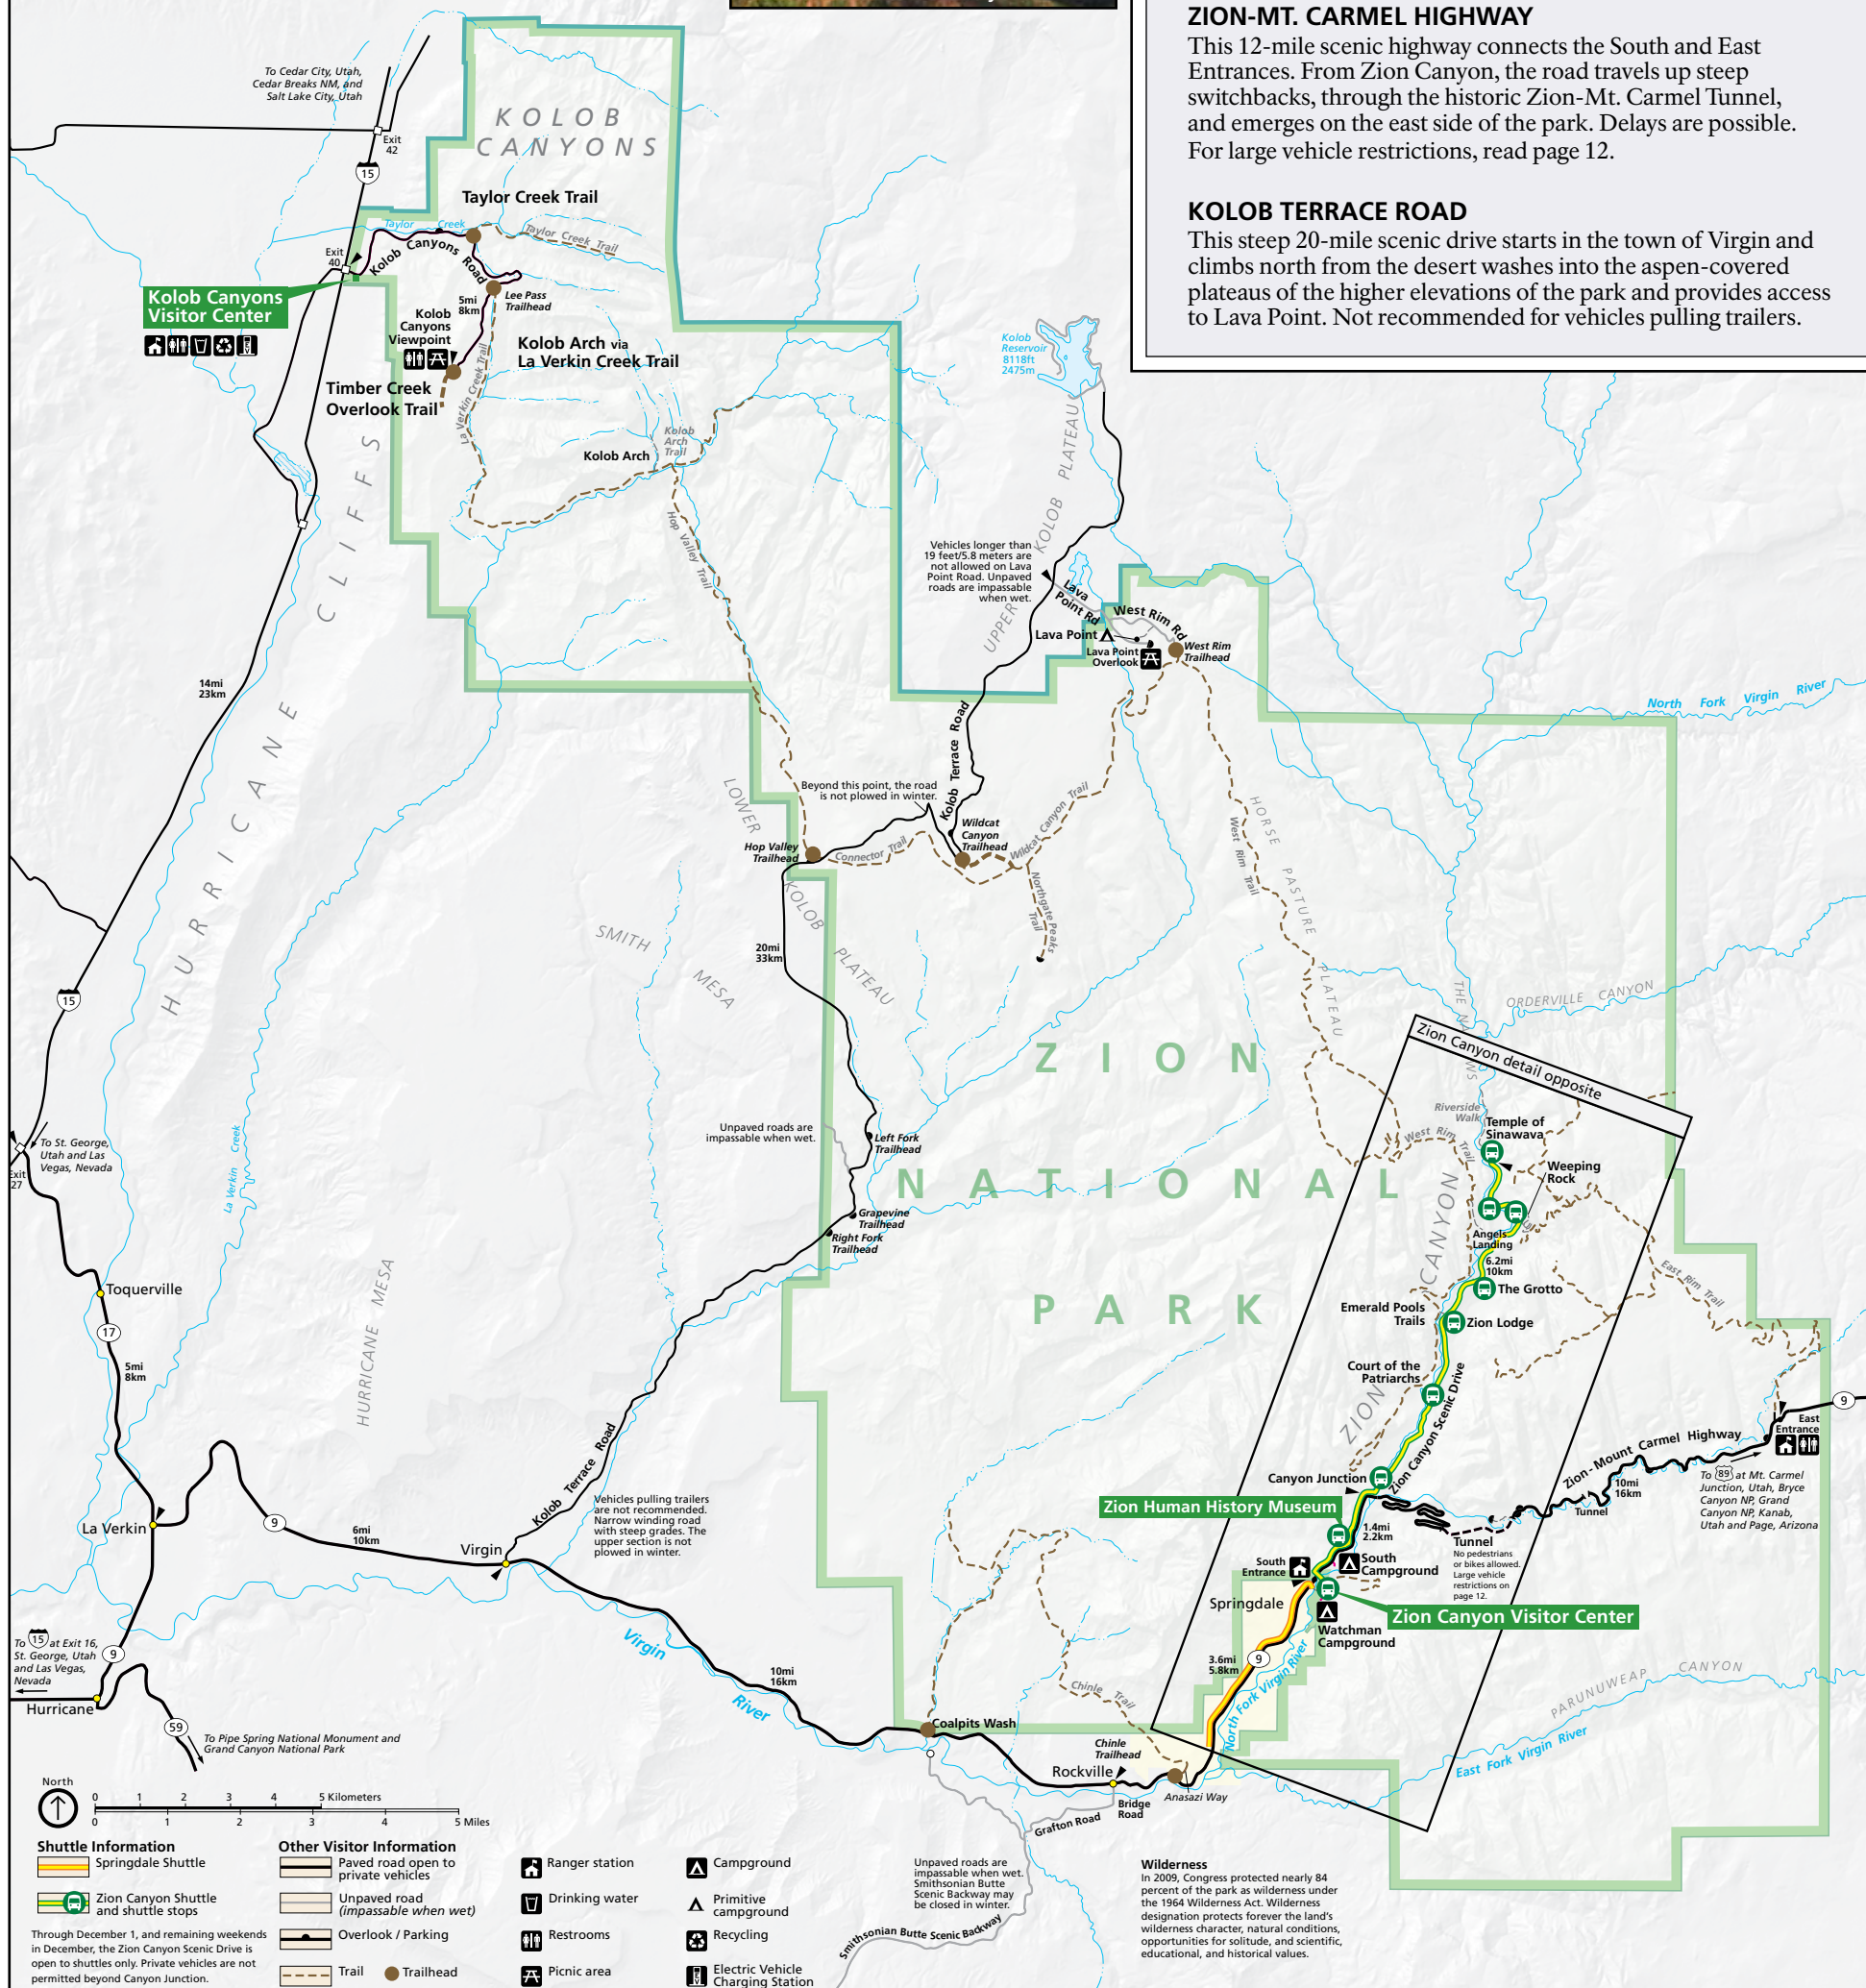 ZION-MT. CARMEL HIGHWAY
This 12-mile scenic highway connects the South and East
Entrances. From Zion Canyon, the road travels up steep
switchbacks, through the historic Zion-Mt. Carmel Tunnel,
and emerges on the east side of the park. Delays are possible.
For large vehicle restrictions, read page 12.
KOLOB TERRACE ROAD
This steep 20-mile scenic drive starts in the town of Virgin and
climbs north from the desert washes into the aspen-covered
plateaus of the higher elevations of the park and provides access
to Lava Point. Not recommended for vehicles pulling trailers.
To Cedar City, Utah,
Cedar Breaks NM, and
Salt Lake City, Utah
Exit
42
15
KOLOB
CANYONS
Taylor Creek Trail
Taylor Creek
Taylor Creek Trail
Exit
40
Kolob Canyons Road
Kolob Canyons
Visitor Center
5mi
8km
Lee Pass
Trailhead
Kolob
Canyons
Viewpoint
Kolob Arch via
La Verkin Creek Trail
Timber Creek
Overlook Trail
La Verkin Creek Trail
Kolob
Arch
Trail
Kolob Arch
Hop Valley Trail
Kolob
Reservoir
8118ft
2475m
UPPER KOLOB PLATEAU
Vehicles longer than
19 feet/5.8 meters are
not allowed on Lava
Point Road. Unpaved
roads are impassable
when wet.
Lava
Point Rd
West Rim Rd
Lava Point
Lava Point
Overlook
West Rim
Trailhead
North Fork Virgin River
HURRICANE CLIFFS
14mi
23km
Kolob Terrace Road
Beyond this point, the road
is not plowed in winter.
LOWER
KOLOB
PLATEAU
Hop Valley
Trailhead
Connector Trail
Wildcat
Canyon
Trailhead
Wildcat Canyon Trail
Northgate Peaks
Trail
West Rim Trail
HORSE
PASTURE
PLATEAU
SMITH
MESA
20mi
33km
15
THE NARROWS
ORDERVILLE CANYON
ZION
NATIONAL
PARK
Zion Canyon detail opposite
Unpaved roads are
impassable when wet.
Left Fork
Trailhead
Grapevine
Trailhead
Right Fork
Trailhead
To St. George,
Utah and Las
Vegas, Nevada
Exit
27
La Verkin Creek
Riverside
Walk
Temple of
Sinawava
West Rim Trail
Weeping
Rock
Angels
Landing
6.2mi
10km
The Grotto
East Rim Trail
Emerald Pools
Trails
Zion Lodge
Court of the
Patriarchs
ZION CANYON
Zion Canyon Scenic Drive
Toquerville
17
5mi
8km
HURRICANE MESA
9
East
Entrance
Zion-Mount Carmel Highway
To 89 at Mt. Carmel
Junction, Utah, Bryce
Canyon NP, Grand
Canyon NP, Kanab,
Utah and Page, Arizona
10mi
16km
Tunnel
Canyon Junction
Zion Human History Museum
1.4mi
2.2km
Tunnel
No pedestrians
or bikes allowed.
Large vehicle
restrictions on
page 12.
South
Campground
South
Entrance
Springdale
Zion Canyon Visitor Center
Watchman
Campground
La Verkin
9
6mi
10km
Virgin
Kolob Terrace Road
Vehicles pulling trailers
are not recommended.
Narrow winding road
with steep grades. The
upper section is not
plowed in winter.
To 15 at Exit 16,
St. George, Utah
and Las Vegas,
Nevada
9
Hurricane
59
To Pipe Spring National Monument and
Grand Canyon National Park
Virgin
River
10mi
16km
3.6mi
5.8km
9
North Fork Virgin River
PARUNUWEAP CANYON
East Fork Virgin River
Chinle Trail
Coalpits Wash
Chinle
Trailhead
Rockville
Bridge
Road
Anasazi Way
Grafton Road
North
0 1 2 3 4 5 Kilometers
0 1 2 3 4 5 Miles
Shuttle Information
Springdale Shuttle
Zion Canyon Shuttle
and shuttle stops
Through December 1, and remaining weekends
in December, the Zion Canyon Scenic Drive is
open to shuttles only. Private vehicles are not
permitted beyond Canyon Junction.
Other Visitor Information
Paved road open to
private vehicles
Unpaved road
(impassable when wet)
Overlook / Parking
Trail
Trailhead
Ranger station
Drinking water
Restrooms
Picnic area
Campground
Primitive
campground
Recycling
Electric Vehicle
Charging Station
Unpaved roads are
impassable when wet.
Smithsonian Butte
Scenic Backway may
be closed in winter.
Smithsonian Butte Scenic Backway
Wilderness
In 2009, Congress protected nearly 84
percent of the park as wilderness under
the 1964 Wilderness Act. Wilderness
designation protects forever the land's
wilderness character, natural conditions,
opportunities for solitude, and scientific,
educational, and historical values.